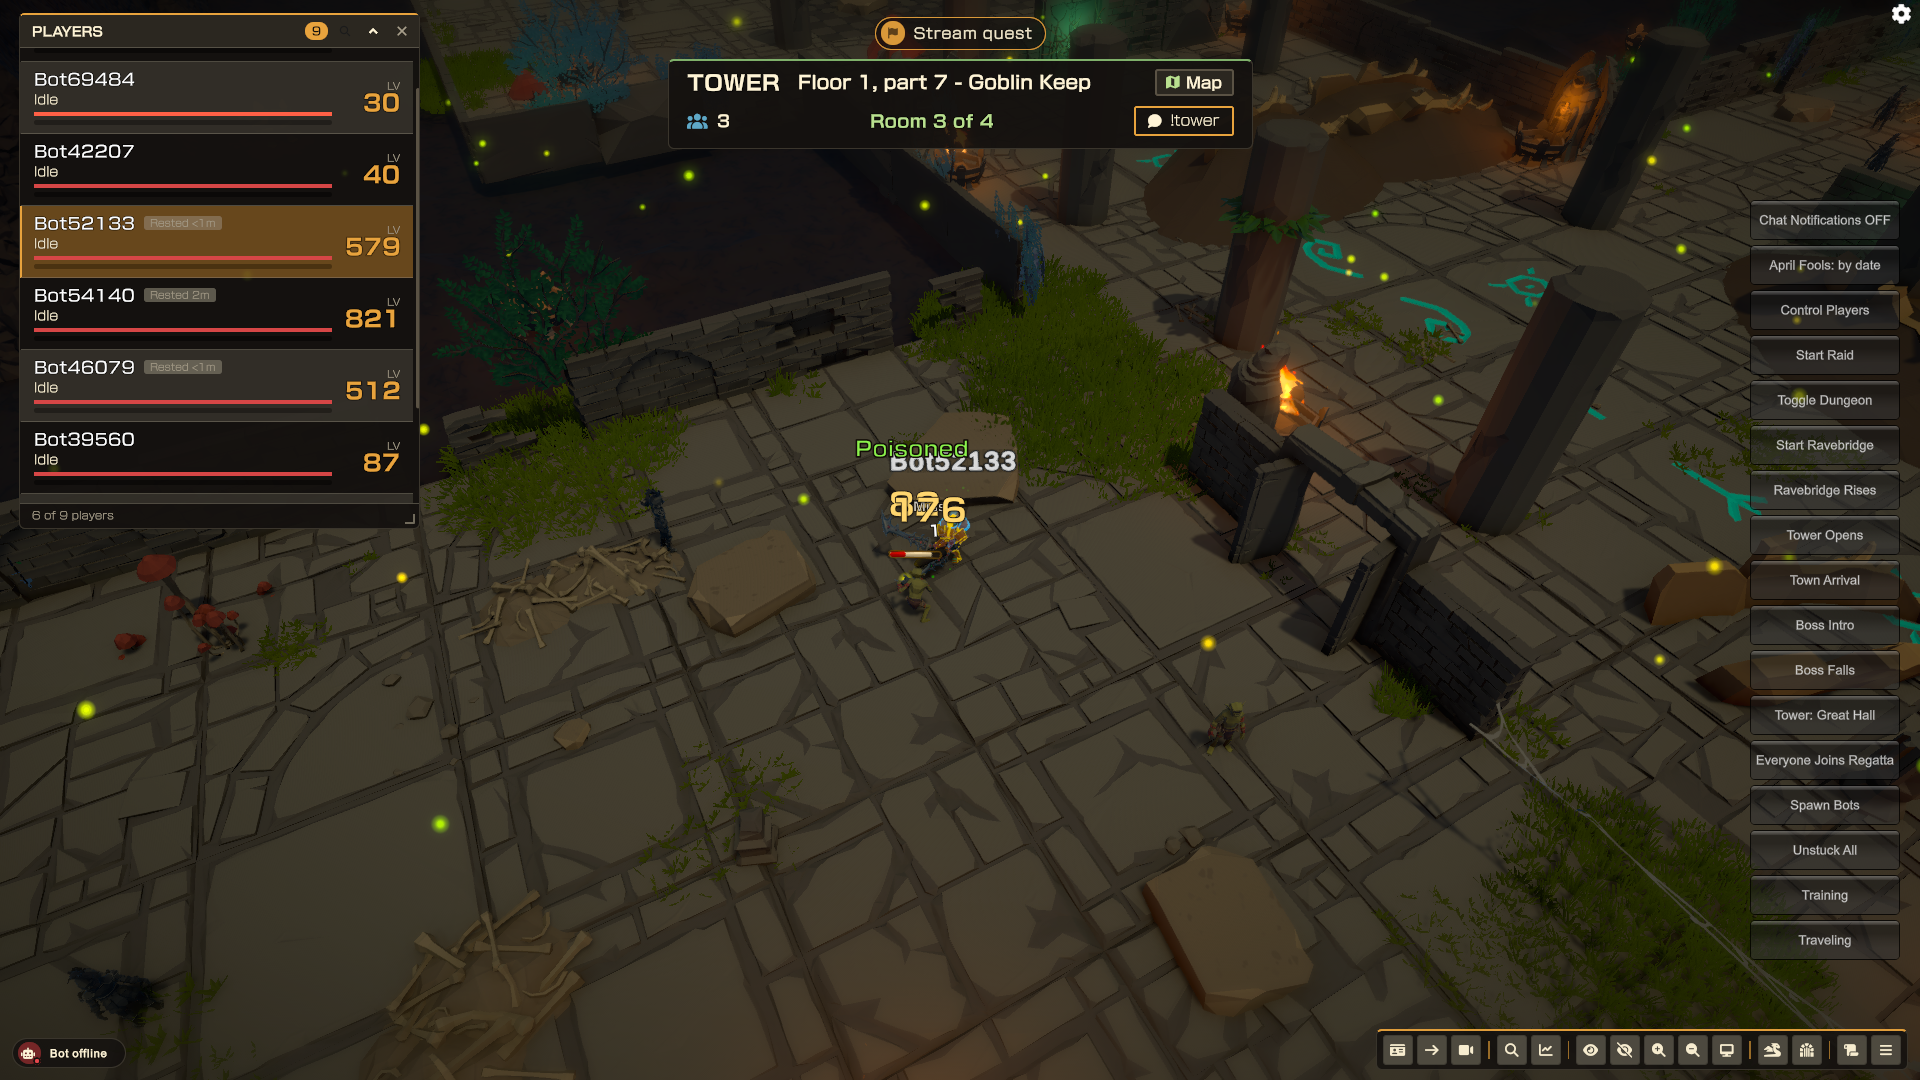 PLAYERS
9
Bot69484
Idle
LV
30
Bot42207
Idle
LV
40
Bot52133
Rested <1m
Idle
LV
579
Bot54140
Rested 2m
Idle
LV
821
Bot46079
Rested <1m
Idle
LV
512
Bot39560
Idle
LV
87
6 of 9 players
Stream quest
TOWER Floor 1, part 7 - Goblin Keep
Map
3
Room 3 of 4
!tower
Poisoned
Bot52133
176
1
Chat Notifications OFF
April Fools: by date
Control Players
Start Raid
Toggle Dungeon
Start Ravebridge
Ravebridge Rises
Tower Opens
Town Arrival
Boss Intro
Boss Falls
Tower: Great Hall
Everyone Joins Regatta
Spawn Bots
Unstuck All
Training
Traveling
Bot offline